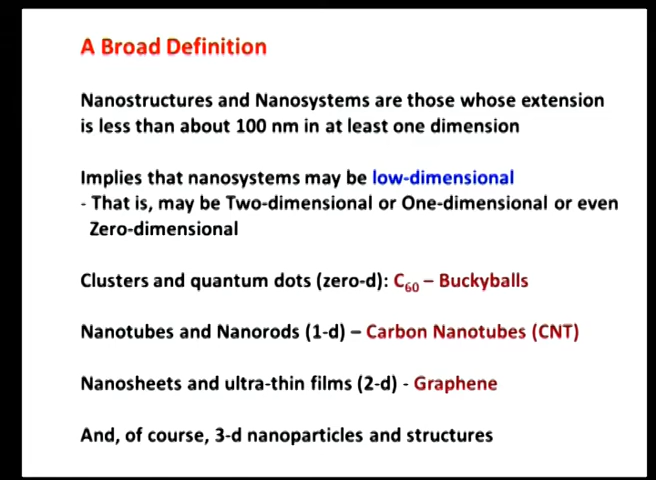 A Broad Definition
Nanostructures and Nanosystems are those whose extension
is less than about 100 nm in at least one dimension
Implies that nanosystems may be low-dimensional
- That is, may be Two-dimensional or One-dimensional or even
Zero-dimensional
Clusters and quantum dots (zero-d): C₆₀ – Buckyballs
Nanotubes and Nanorods (1-d) – Carbon Nanotubes (CNT)
Nanosheets and ultra-thin films (2-d) - Graphene
And, of course, 3-d nanoparticles and structures